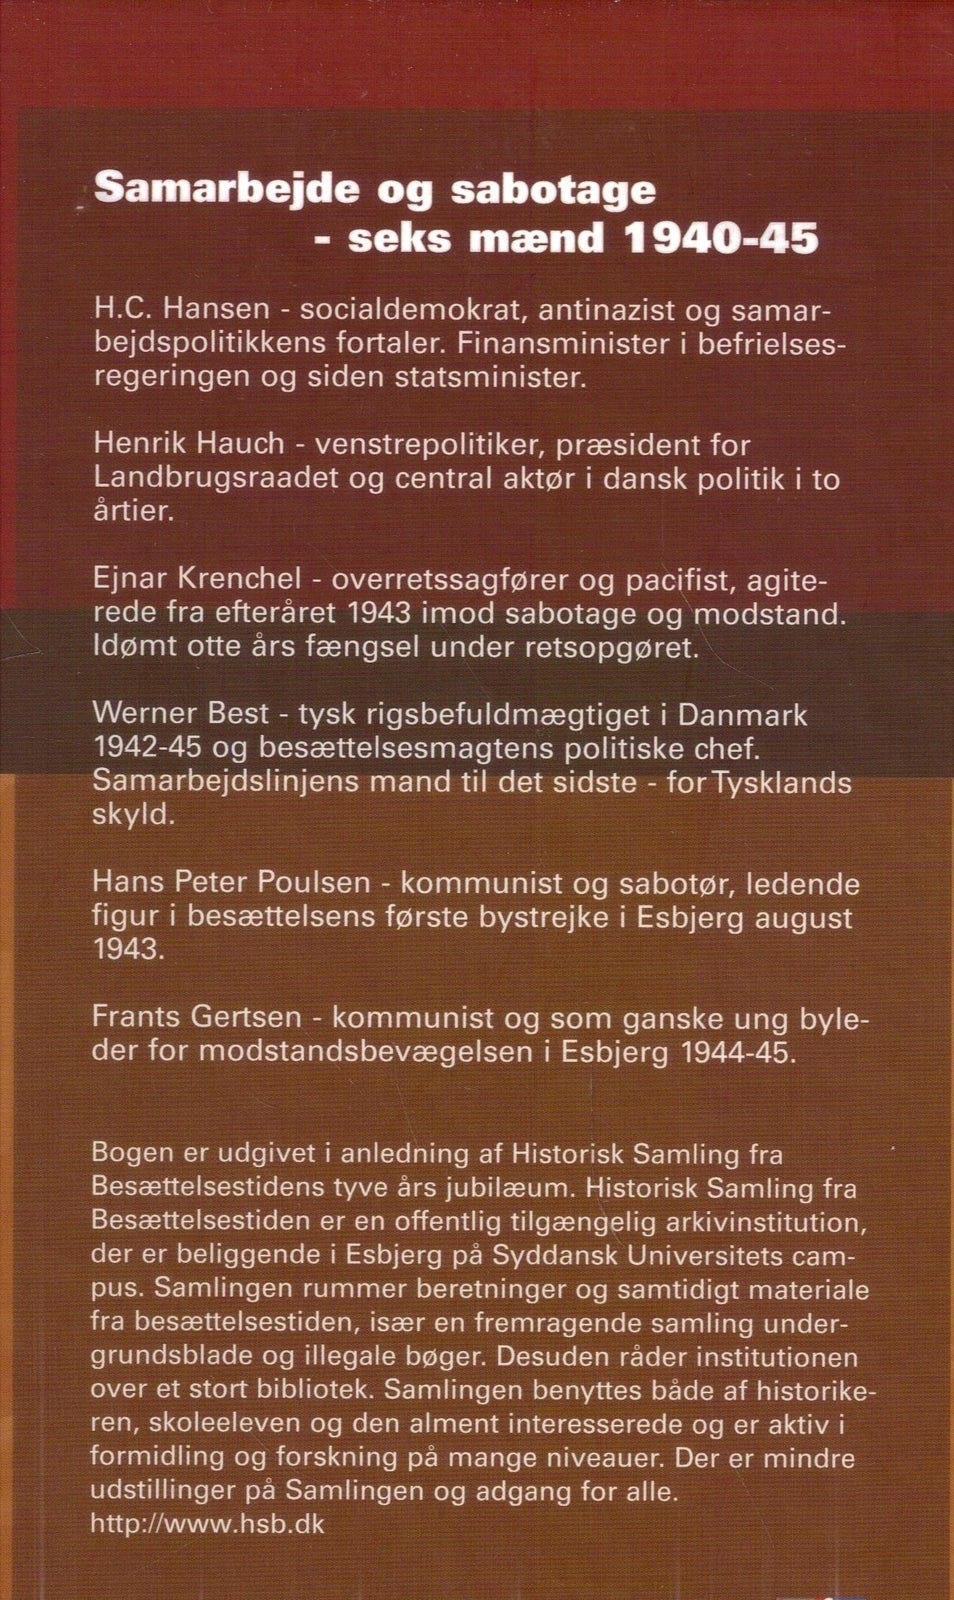 Samarbejde og sabotage
- seks mænd 1940-45
H.C. Hansen - socialdemokrat, antinazist og samar-
bejdspolitikkens fortaler. Finansminister i befrielses-
regeringen og siden statsminister.
Henrik Hauch - venstrepolitiker, præsident for
Landbrugsraadet og central aktør i dansk politik i to
årtier.
Ejnar Krenchel - overretssagfører og pacifist, agite-
rede fra efteråret 1943 imod sabotage og modstand.
Idømt otte års fængsel under retsopgøret.
Werner Best - tysk rigsbefuldmægtiget i Danmark
1942-45 og besættelsesmagtens politiske chef.
Samarbejdslinjens mand til det sidste - for Tysklands
skyld.
Hans Peter Poulsen - kommunist og sabotør, ledende
figur i besættelsens første bystrejke i Esbjerg august
1943.
Frants Gertsen - kommunist og som ganske ung byle-
der for modstandsbevægelsen i Esbjerg 1944-45.
Bogen er udgivet i anledning af Historisk Samling fra
Besættelsestidens tyve års jubilæum. Historisk Samling fra
Besættelsestiden er en offentlig tilgængelig arkivinstitution,
der er beliggende i Esbjerg på Syddansk Universitets cam-
pus. Samlingen rummer beretninger og samtidigt materiale
fra besættelsestiden, især en fremragende samling under-
grundsblade og illegale bøger. Desuden råder institutionen
over et stort bibliotek. Samlingen benyttes både af historike-
ren, skoleeleven og den alment interesserede og er aktiv i
formidling og forskning på mange niveauer. Der er mindre
udstillinger på Samlingen og adgang for alle.
http://www.hsb.dk